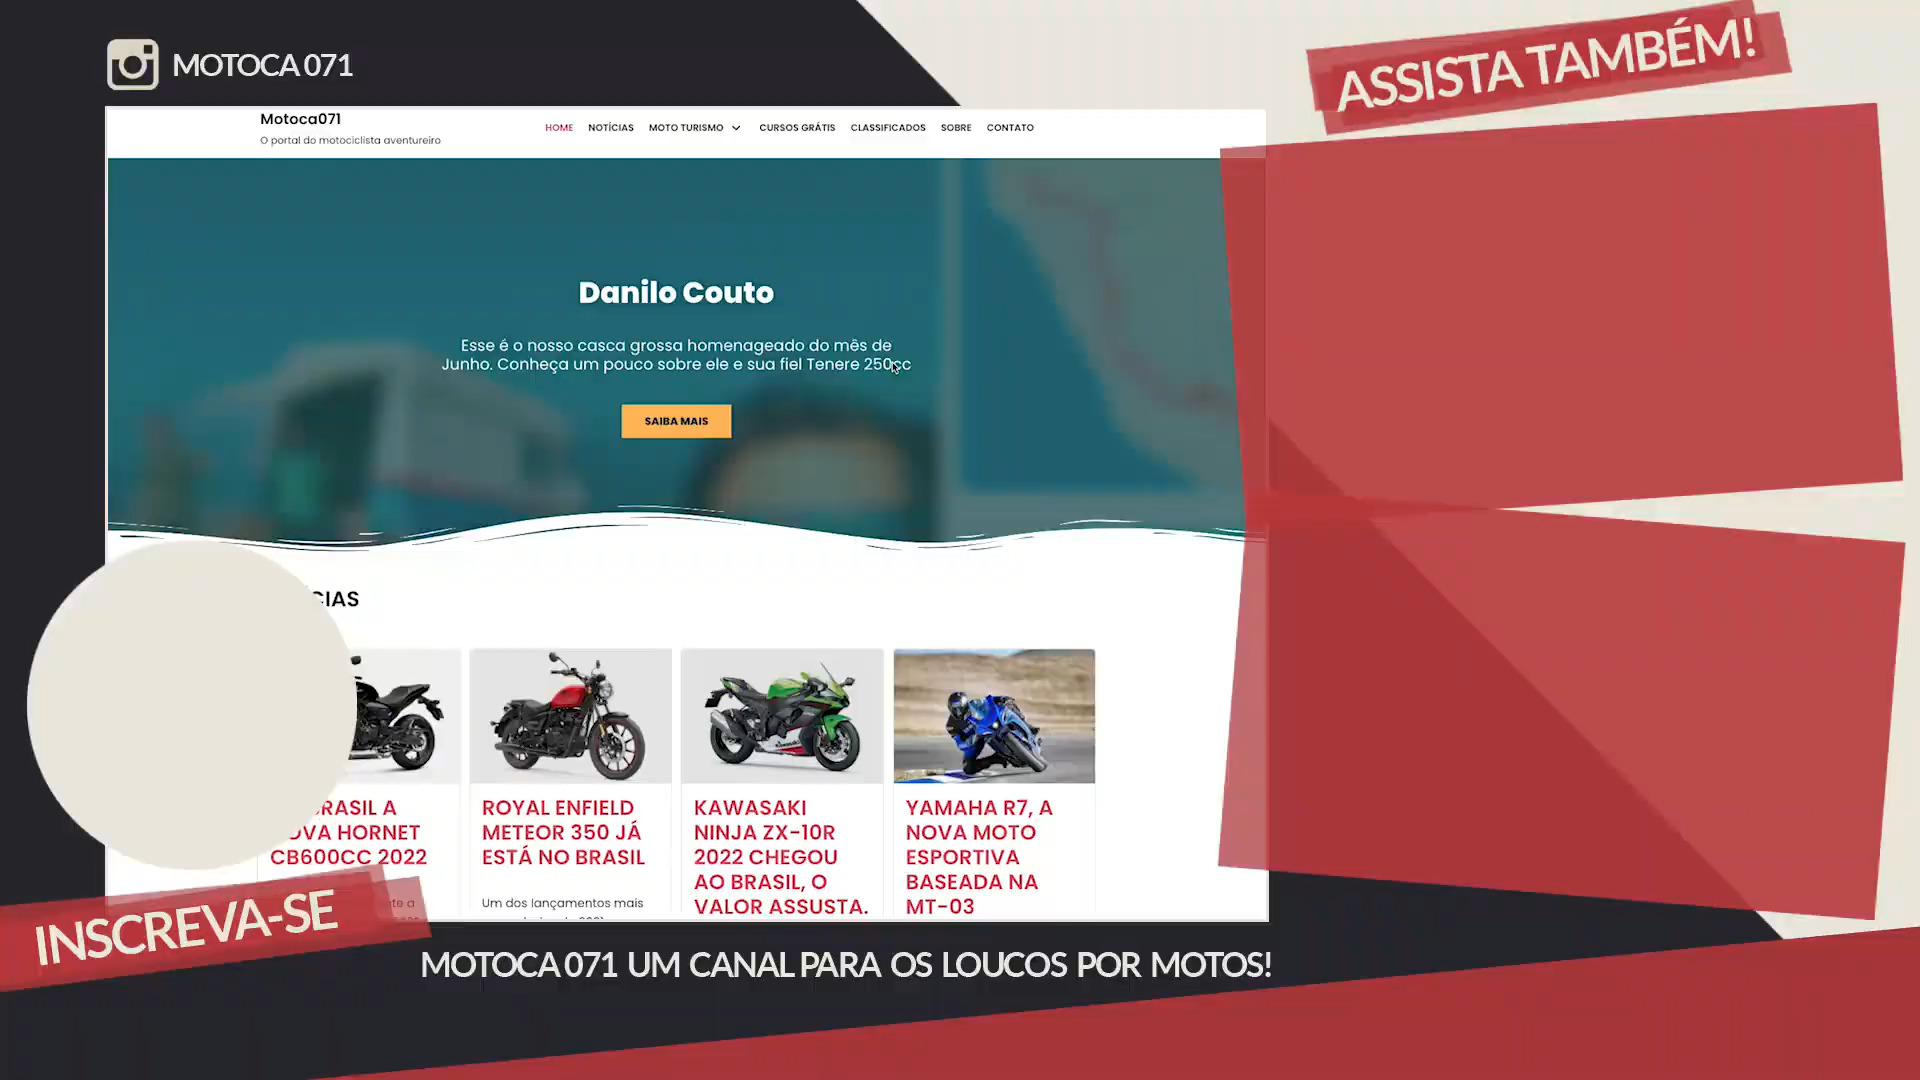 MOTOCA 071
ASSISTA TAMBÉM!
Motoca071
O portal do motociclista aventureiro
HOME NOTÍCIAS MOTO TURISMO CURSOS GRÁTIS CLASSIFICADOS SOBRE CONTATO
Danilo Couto
Esse é o nosso casca grossa homenageado do mês de
Junho. Conheça um pouco sobre ele e sua fiel Tenere 250cc
SAIBA MAIS
CIAS
RASIL A
OVA HORNET
CB600CC 2022
ROYAL ENFIELD
METEOR 350 JÁ
ESTÁ NO BRASIL
Um dos lançamentos mais
KAWASAKI
NINJA ZX-10R
2022 CHEGOU
AO BRASIL, O
VALOR ASSUSTA.
YAMAHA R7, A
NOVA MOTO
ESPORTIVA
BASEADA NA
MT-03
INSCREVA-SE
MOTOCA 071 UM CANAL PARA OS LOUCOS POR MOTOS!